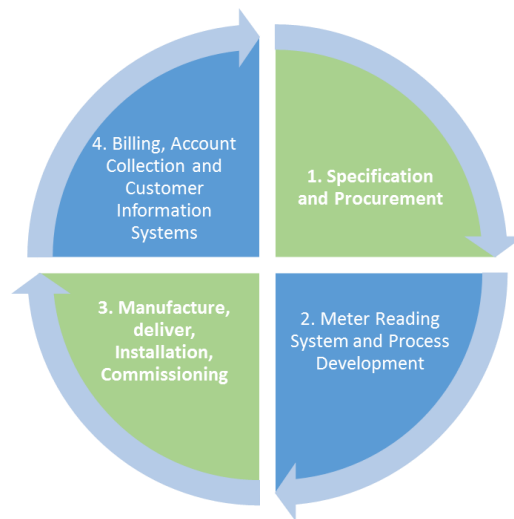 1. Specification
and Procurement
2. Meter Reading
System and Process
Development
3. Manufacture,
deliver,
Installation,
Commissioning
4. Billing, Account
Collection and
Customer
Information
Systems